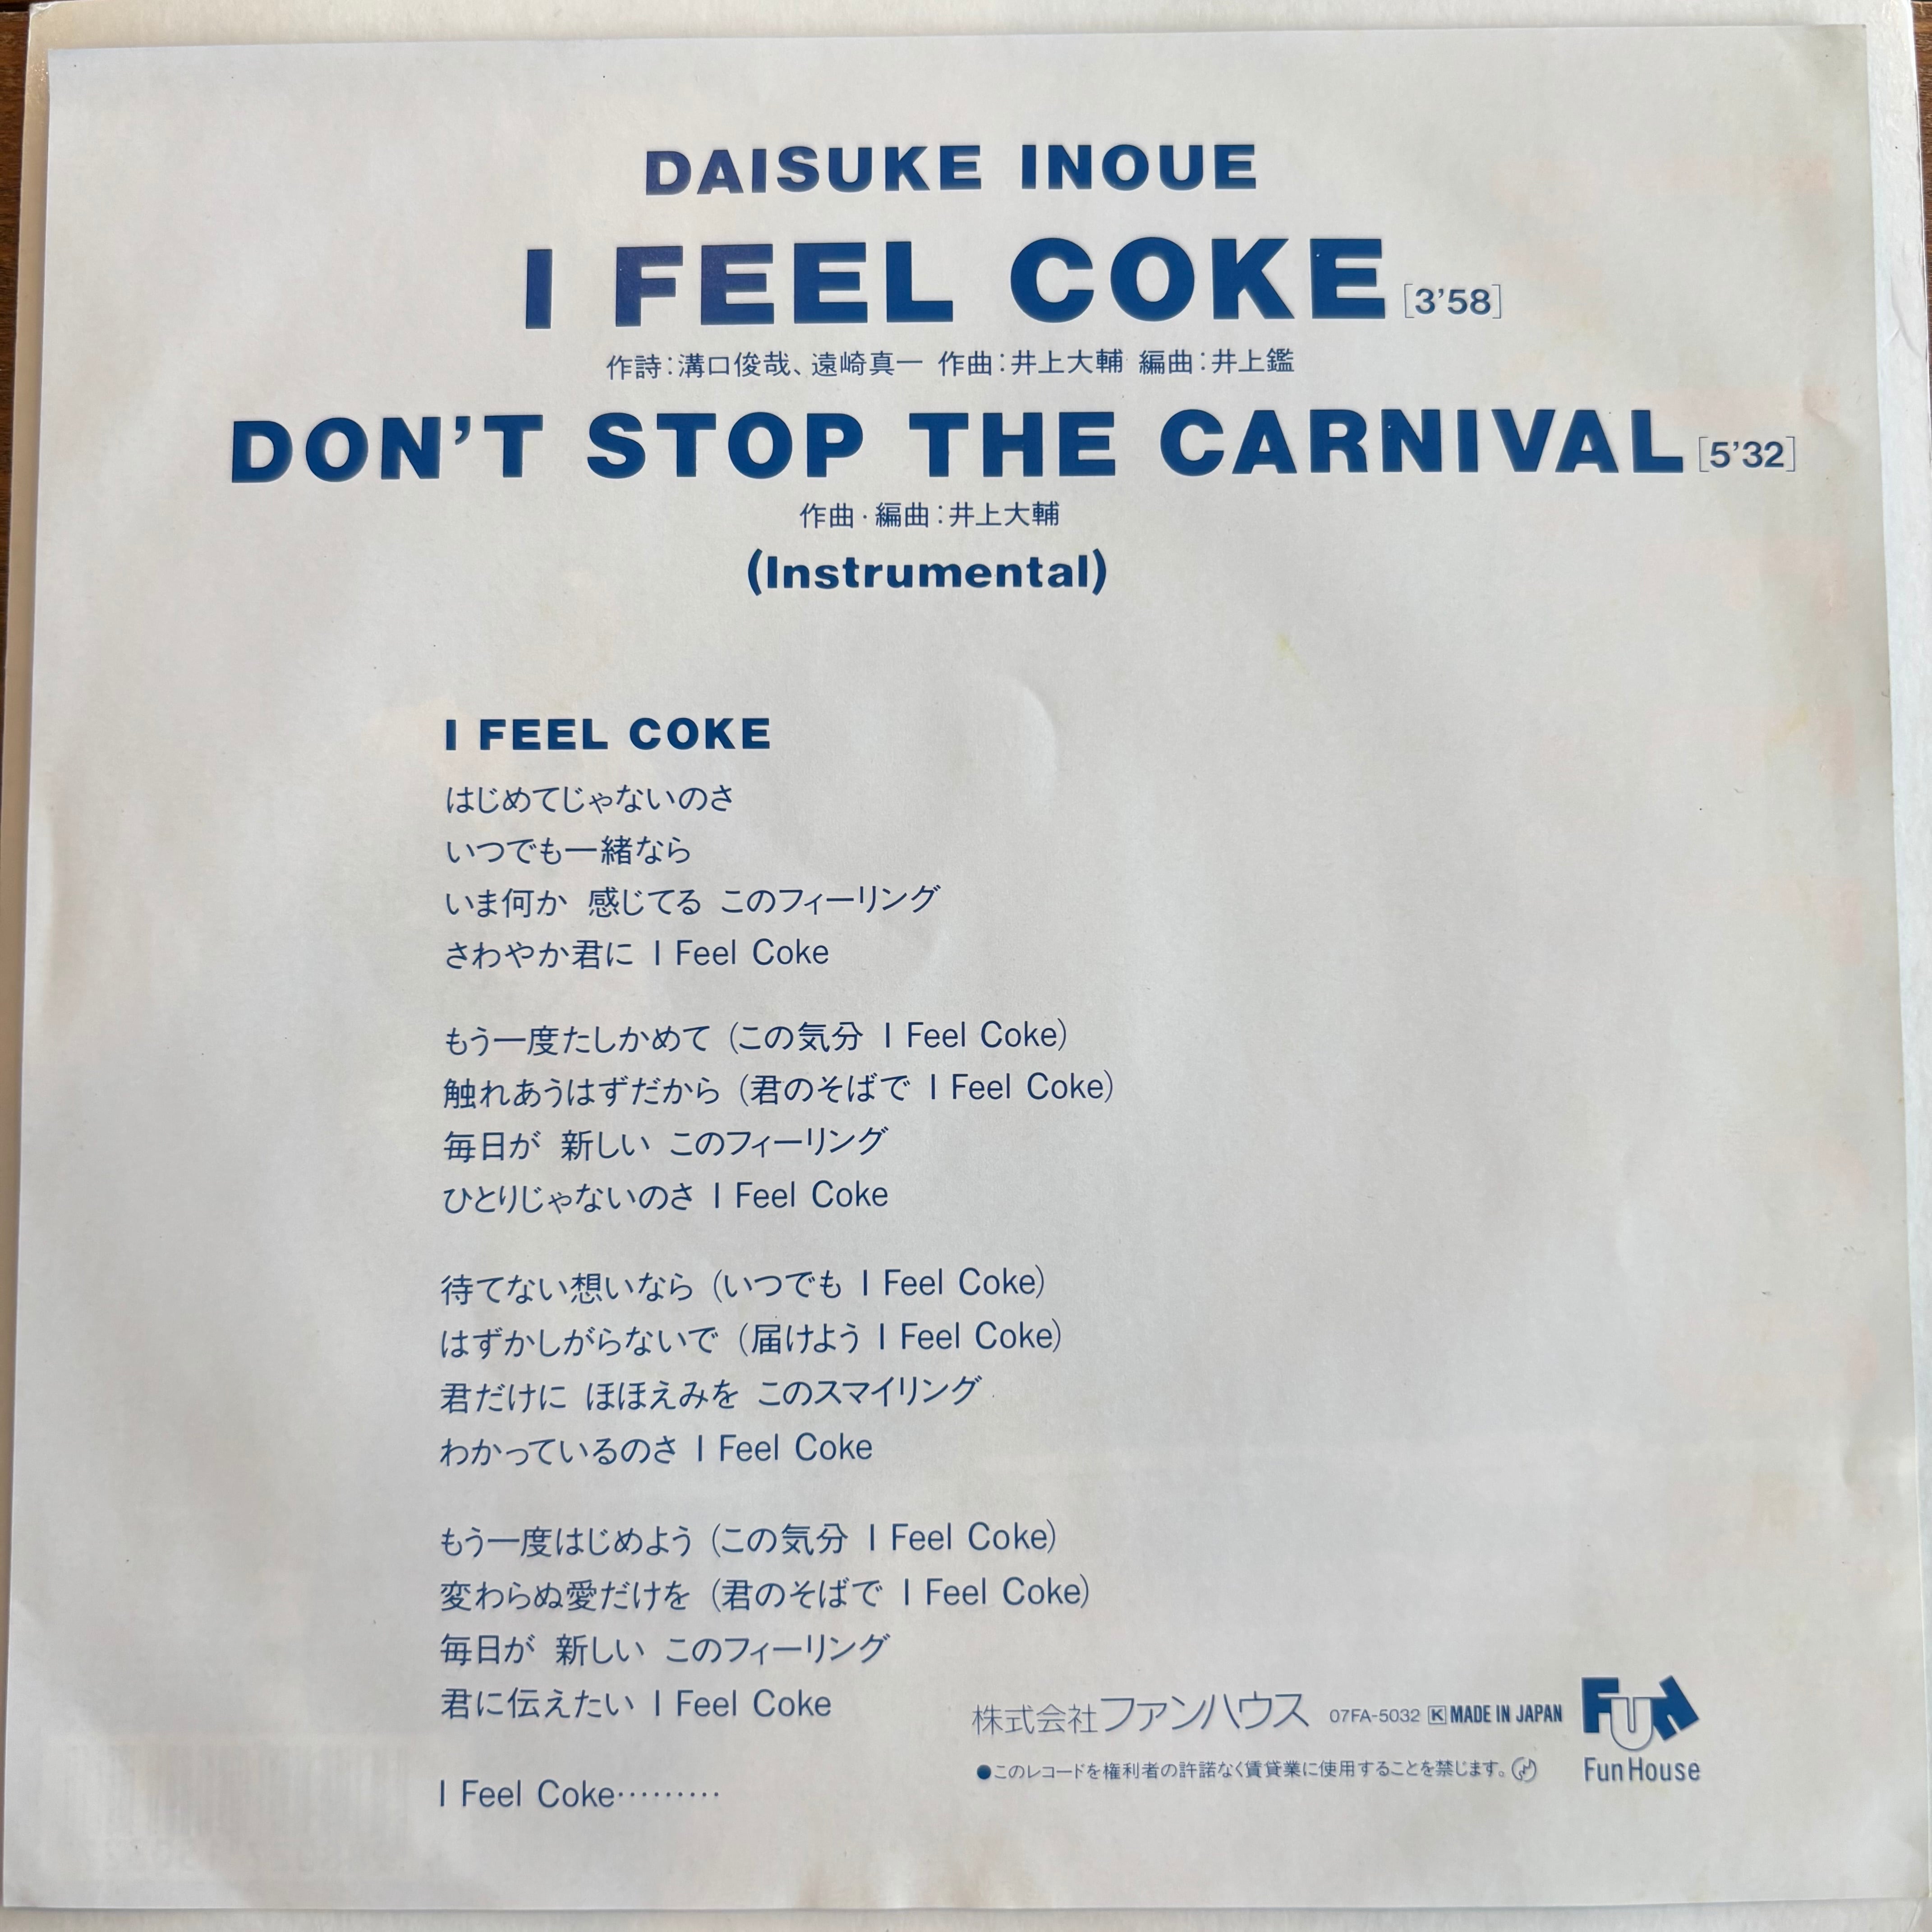 DAISUKE INOUE
I FEEL COKE [3'58]
作詩:溝口俊哉、遠崎真一 作曲:井上大輔 編曲:井上鑑
DON'T STOP THE CARNIVAL [5'32]
作曲·編曲:井上大輔
(Instrumental)
I FEEL COKE
はじめてじゃないのさ
いつでも一緒なら
いま何か 感じてる このフィーリング
さわやか君に I Feel Coke
もう一度たしかめて (この気分 I Feel Coke)
触れあうはずだから (君のそばで I Feel Coke)
毎日が 新しい このフィーリング
ひとりじゃないのさ I Feel Coke
待てない想いなら (いつでも I Feel Coke)
はずかしがらないで (届けよう I Feel Coke)
君だけに ほほえみを このスマイリング
わかっているのさ I Feel Coke
もう一度はじめよう (この気分 I Feel Coke)
変わらぬ愛だけを (君のそばで I Feel Coke)
毎日が 新しい このフィーリング
君に伝えたい I Feel Coke
I Feel Coke………
株式会社ファンハウス 07FA-5032 K MADE IN JAPAN
●このレコードを権利者の許諾なく賃貸業に使用することを禁じます。
Fun
Fun House